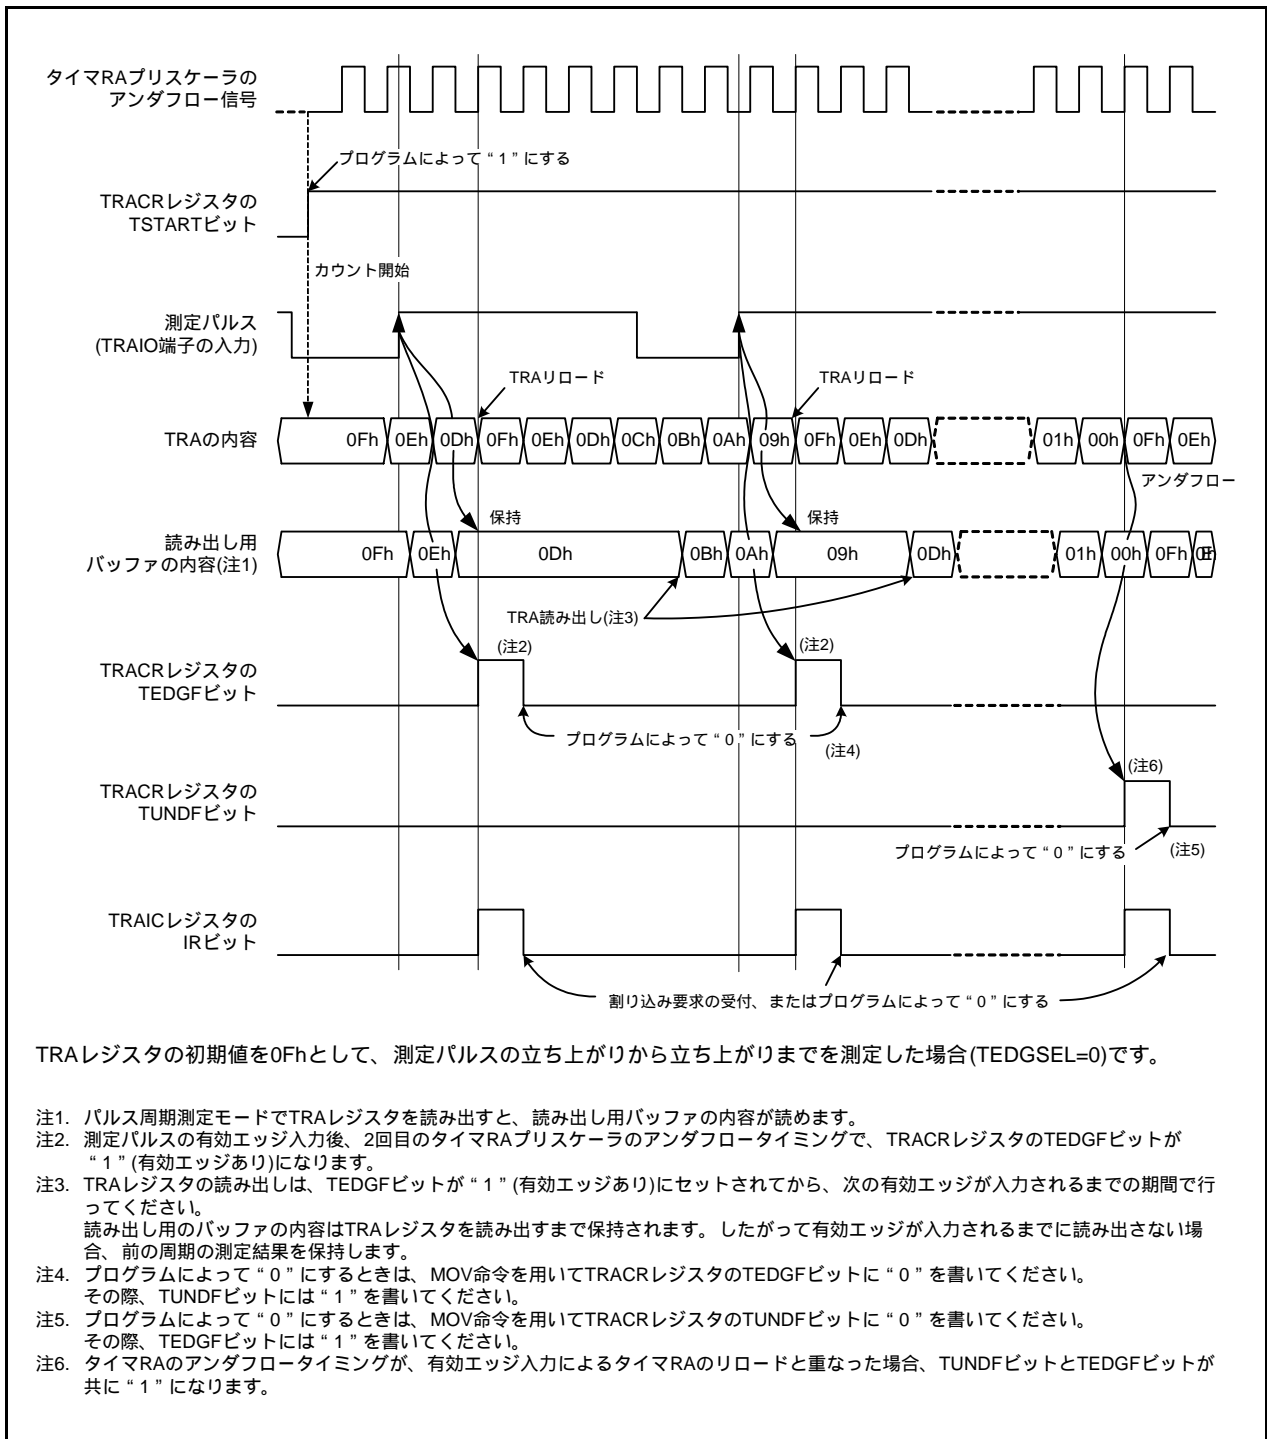 タイマRAプリスケーラの
アンダフロー信号
プログラムによって“1”にする
TRACRレジスタの
TSTARTビット
カウント開始
測定パルス
(TRAIO端子の入力)
TRAリロード
TRAリロード
TRAの内容
0Fh 0Eh 0Dh 0Fh 0Eh 0Dh 0Ch 0Bh 0Ah 09h 0Fh 0Eh 0Dh 01h 00h 0Fh 0Eh
アンダフロー
保持
保持
読み出し用
バッファの内容(注1)
0Fh 0Eh 0Dh 0Bh 0Ah 09h 0Dh 01h 00h 0Fh 0Eh
TRA読み出し(注3)
(注2)
(注2)
TRACRレジスタの
TEDGFビット
プログラムによって“0”にする
(注4)
(注6)
TRACRレジスタの
TUNDFビット
プログラムによって“0”にする
(注5)
TRAICレジスタの
IRビット
割り込み要求の受付、またはプログラムによって“0”にする
TRAレジスタの初期値を0Fhとして、測定パルスの立ち上がりから立ち上がりまでを測定した場合(TEDGSEL=0)です。
注1. パルス周期測定モードでTRAレジスタを読み出すと、読み出し用バッファの内容が読めます。
注2. 測定パルスの有効エッジ入力後、2回目のタイマRAプリスケーラのアンダフロータイミングで、TRACRレジスタのTEDGFビットが
“1”(有効エッジあり)になります。
注3. TRAレジスタの読み出しは、TEDGFビットが“1”(有効エッジあり)にセットされてから、次の有効エッジが入力されるまでの期間で行
ってください。
読み出し用のバッファの内容はTRAレジスタを読み出すまで保持されます。したがって有効エッジが入力されるまでに読み出さない場
合、前の周期の測定結果を保持します。
注4. プログラムによって“0”にするときは、MOV命令を用いてTRACRレジスタのTEDGFビットに“0”を書いてください。
その際、TUNDFビットには“1”を書いてください。
注5. プログラムによって“0”にするときは、MOV命令を用いてTRACRレジスタのTUNDFビットに“0”を書いてください。
その際、TEDGFビットには“1”を書いてください。
注6. タイマRAのアンダフロータイミングが、有効エッジ入力によるタイマRAのリロードと重なった場合、TUNDFビットとTEDGFビットが
共に“1”になります。